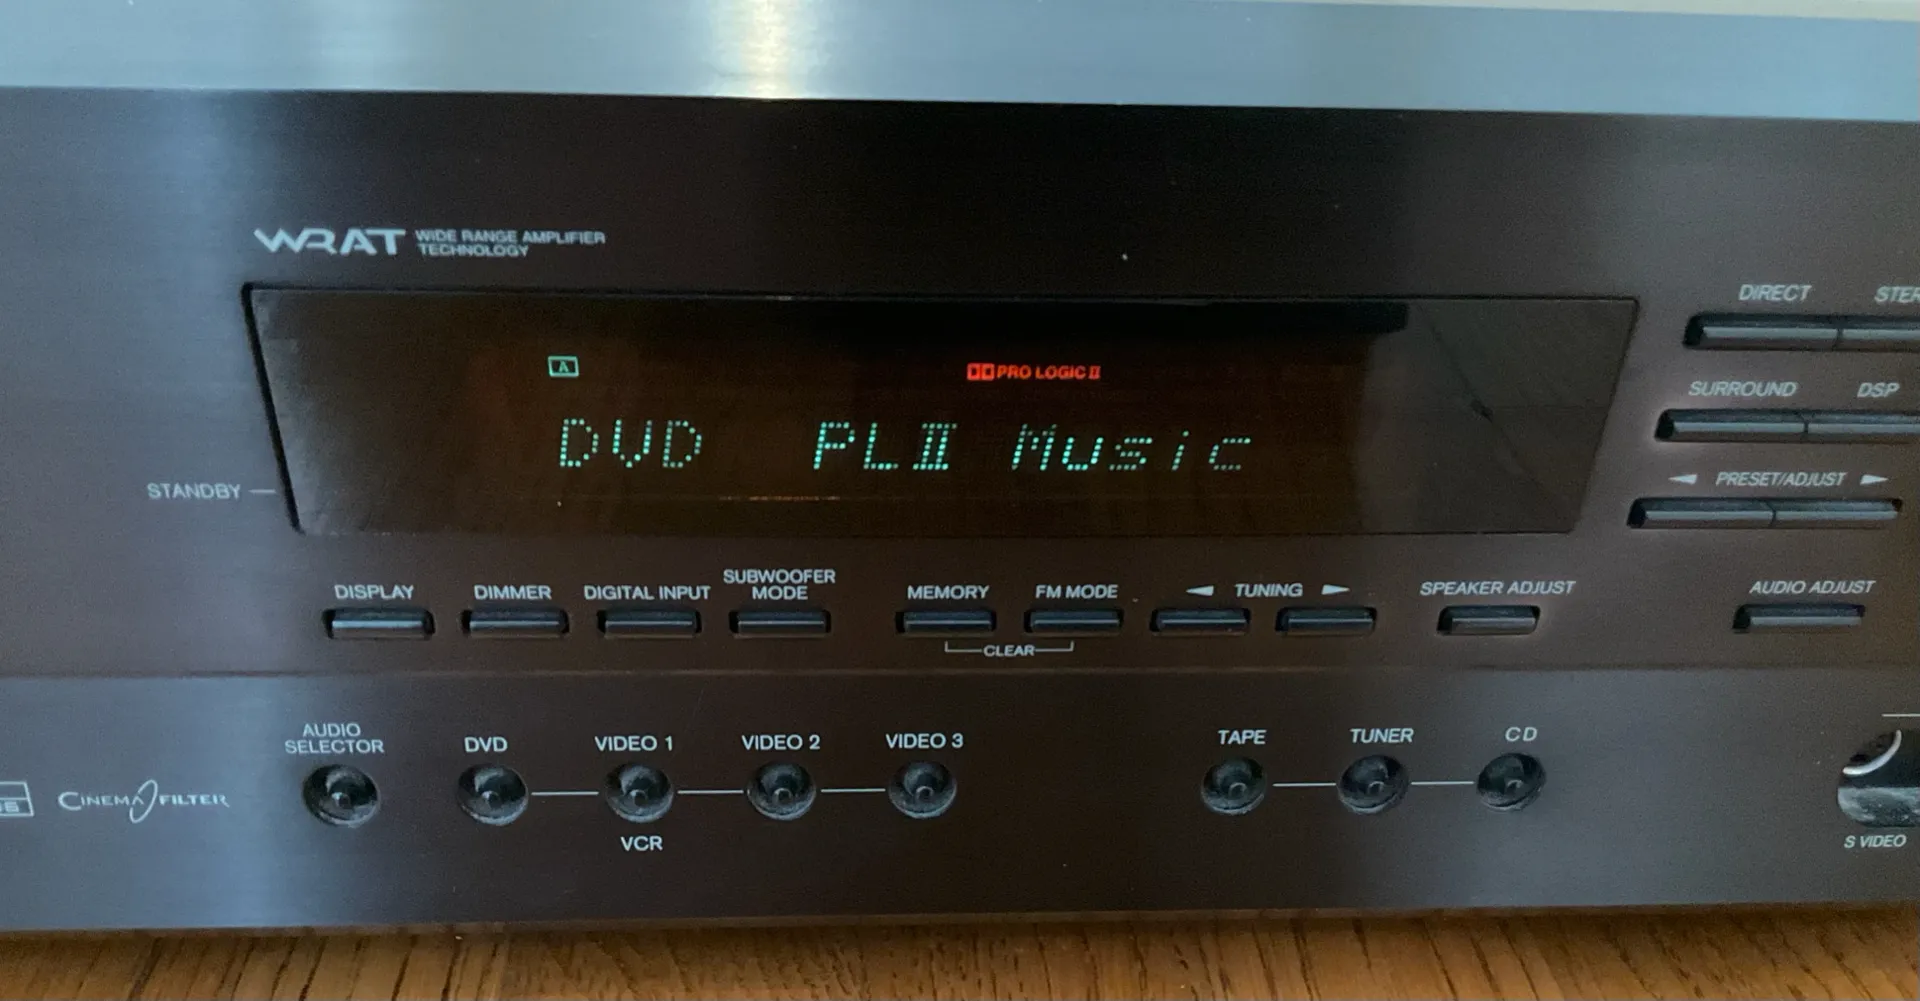 WRAT WIDE RANGE AMPLIFIER
TECHNOLOGY
DIRECT
A
PRO LOGIC II
SURROUND DSP
DVD PLII Music
PRESET/ADJUST
STANDBY
DISPLAY DIMMER DIGITAL INPUT SUBWOOFER
MODE
MEMORY FM MODE TUNING SPEAKER ADJUST AUDIO ADJUST
CLEAR
AUDIO
SELECTOR
DVD VIDEO 1 VIDEO 2 VIDEO 3 TAPE TUNER CD
CINEMA FILTER
VCR
S VIDEO